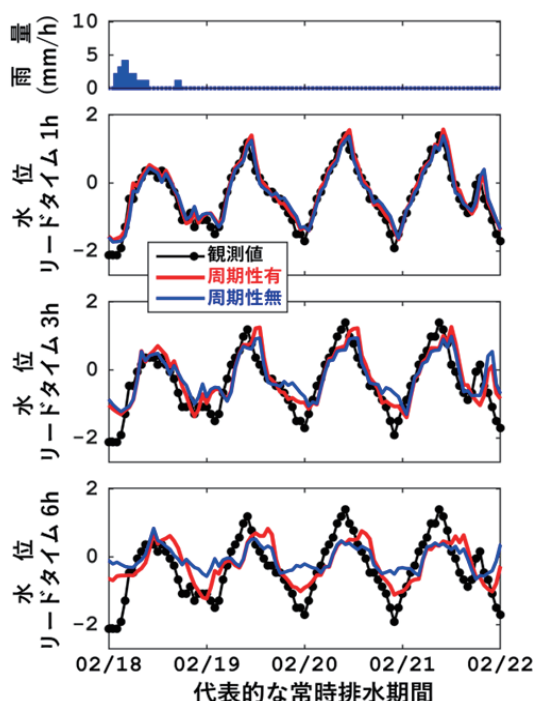 雨 量
(mm/h)
10
5
0
水 位
リードタイム 1h
2
0
-2
観測値
周期性有
周期性無
水 位
リードタイム 3h
2
0
-2
水 位
リードタイム 6h
2
0
-2
02/18 02/19 02/20 02/21 02/22
代表的な常時排水期間